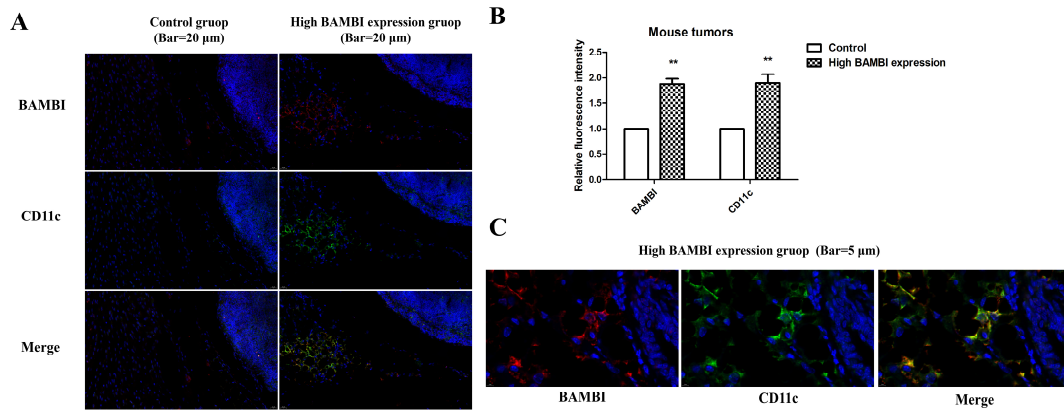 A
Control gruop
(Bar=20 μm)
High BAMBI expression gruop
(Bar=20 μm)
BAMBI
CD11c
Merge
B
Mouse tumors
Relative fluorescence intensity
2.5
2.0
1.5
1.0
0.5
0.0
**
**
BAMBI
CD11c
Control
High BAMBI expression
C
High BAMBI expression gruop (Bar=5 μm)
BAMBI
CD11c
Merge